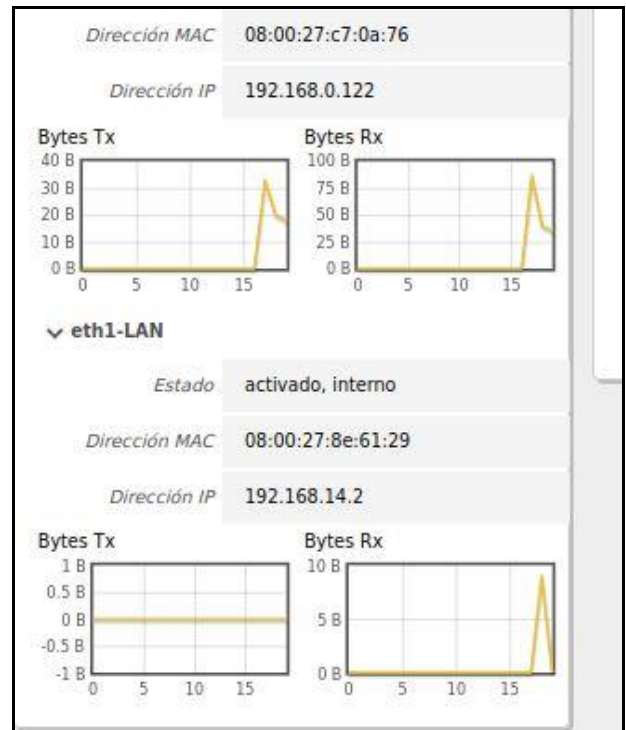 Dirección MAC 08:00:27:c7:0a:76
Dirección IP 192.168.0.122
Bytes Tx Bytes Rx
40 B 100 B
30 B 75 B
20 B 50 B
10 B 25 B
0 B 0 B
0 5 10 15 0 5 10 15
eth1-LAN
Estado activado, interno
Dirección MAC 08:00:27:8e:61:29
Dirección IP 192.168.14.2
Bytes Tx Bytes Rx
1 B 10 B
0.5 B
0 B 5 B
-0.5 B
-1 B 0 B
0 5 10 15 0 5 10 15